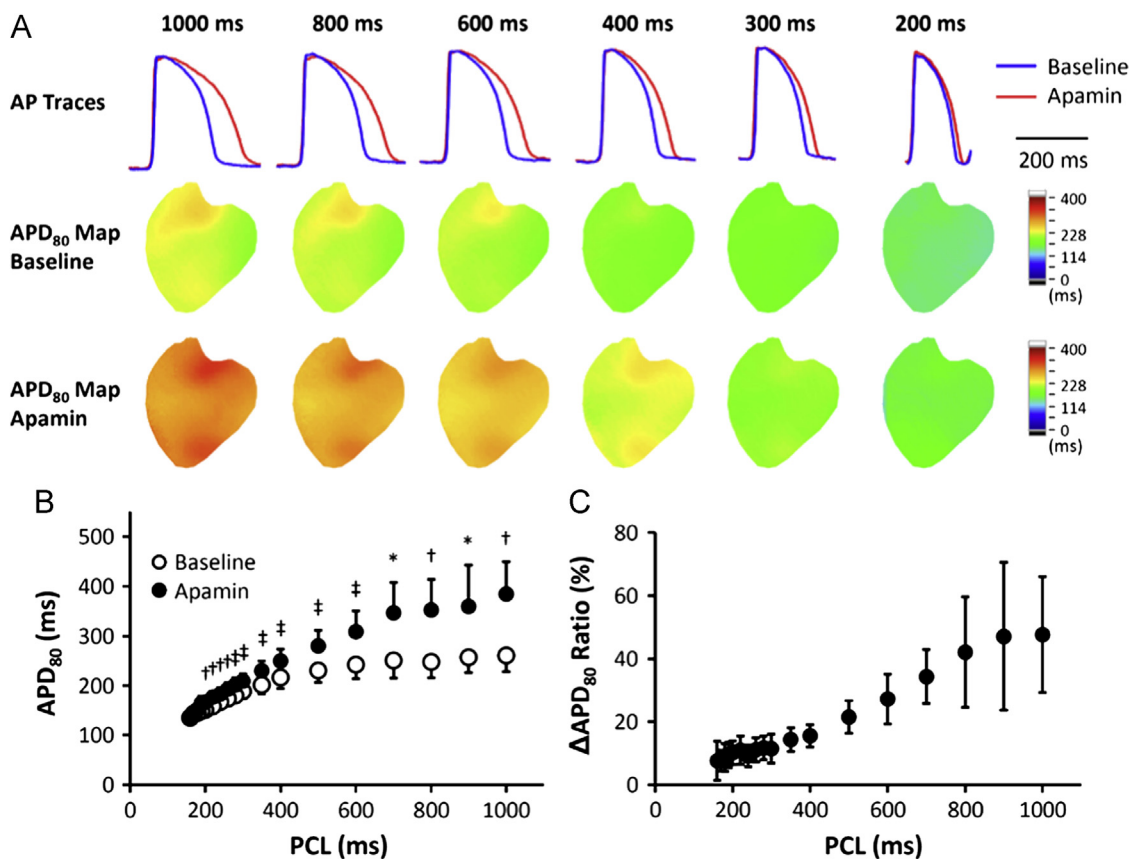 A
1000 ms 800 ms 600 ms 400 ms 300 ms 200 ms
AP Traces
Baseline
Apamin
200 ms
APD80 Map
Baseline
400
228
114
0
(ms)
APD80 Map
Apamin
400
228
114
0
(ms)
B
APD80 (ms)
500
400
300
200
100
0
Baseline
Apamin
†††‡‡ ‡ ‡ ‡ ‡ * † * †
0 200 400 600 800 1000
PCL (ms)
C
ΔAPD80 Ratio (%)
80
60
40
20
0
0 200 400 600 800 1000
PCL (ms)